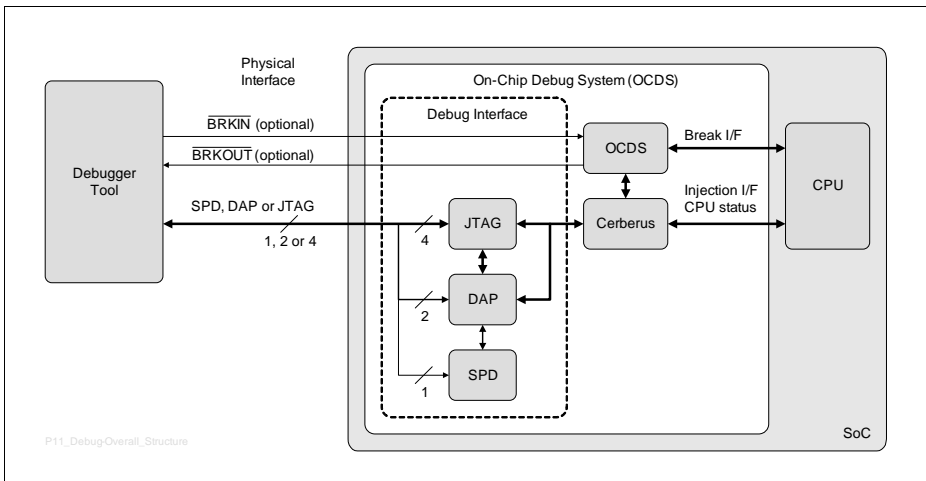 Physical
Interface
On-Chip Debug System (OCDS)
Debug Interface
BRKIN (optional)
BRKOUT (optional)
Debugger
Tool
SPD, DAP or JTAG
1, 2 or 4
4
JTAG
2
DAP
1
SPD
OCDS
Cerberus
Break I/F
Injection I/F
CPU status
CPU
SoC
P11_Debug-Overall_Structure